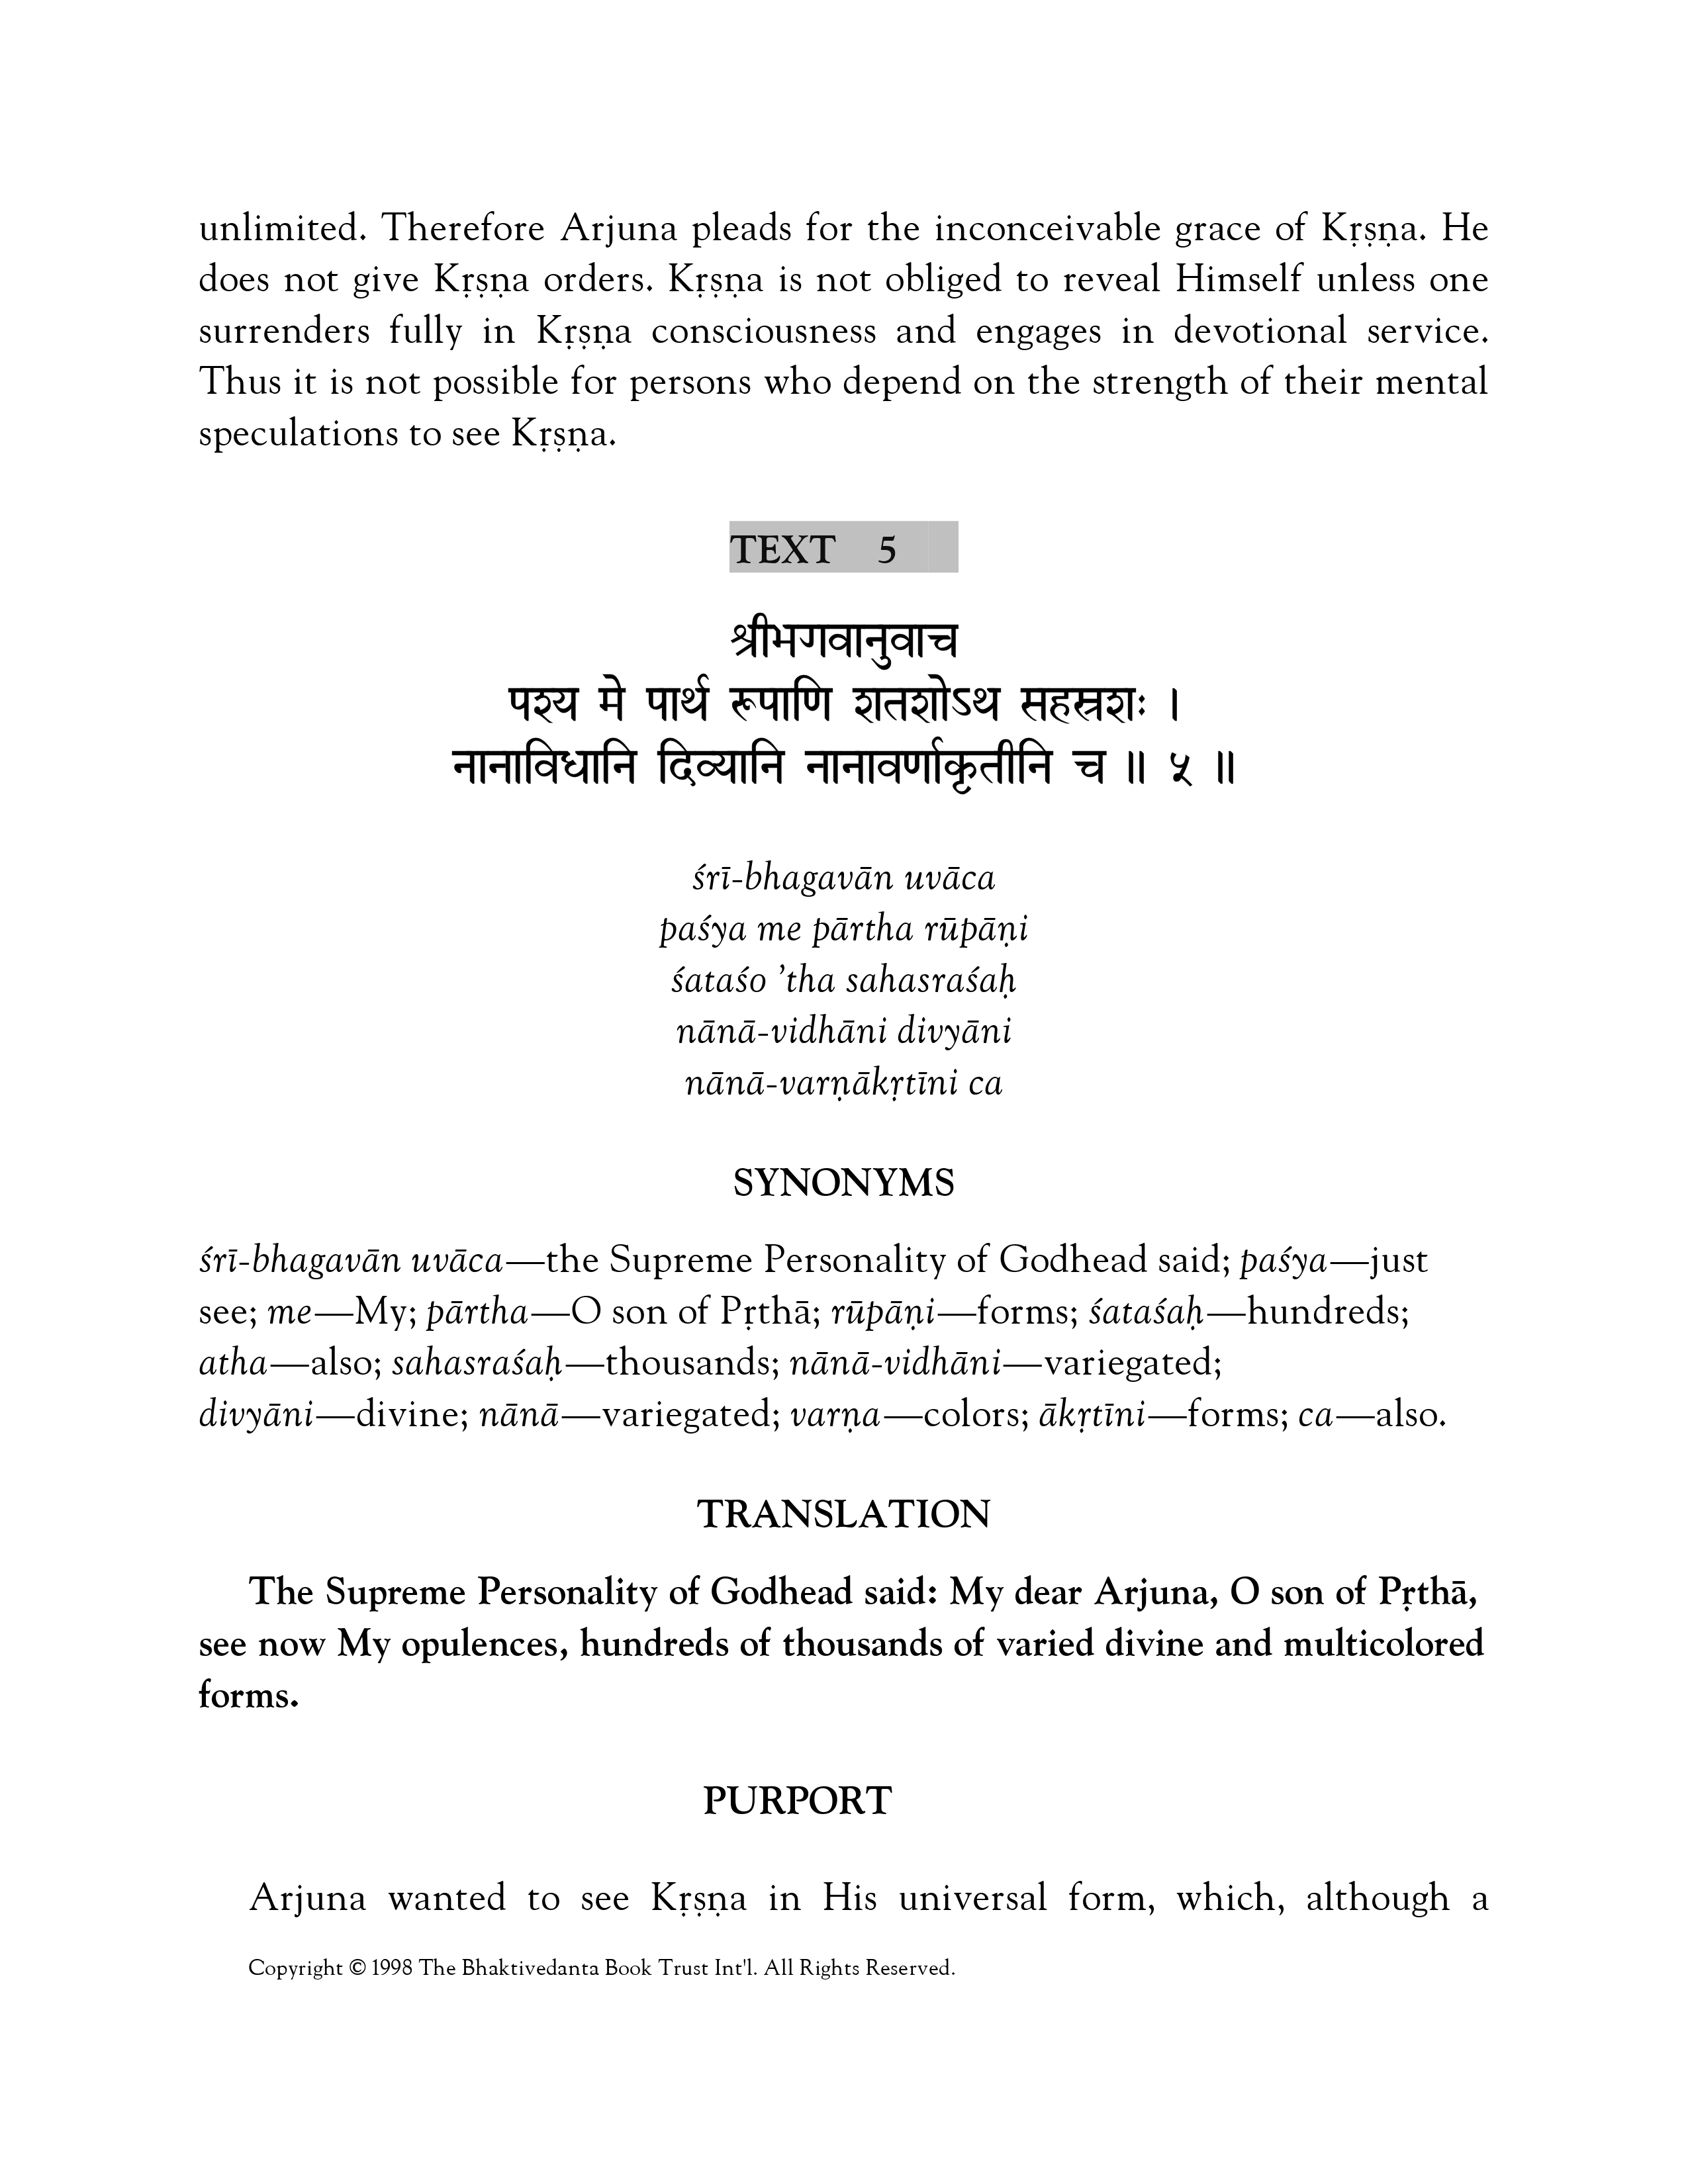 unlimited. Therefore Arjuna pleads for the inconceivable grace of Kṛṣṇa. He
does not give Kṛṣṇa orders. Kṛṣṇa is not obliged to reveal Himself unless one
surrenders fully in Kṛṣṇa consciousness and engages in devotional service.
Thus it is not possible for persons who depend on the strength of their mental
speculations to see Kṛṣṇa.
TEXT 5
श्रीभगवानुवाच
पश्य मे पार्थ रूपाणि शतशोऽथ सहस्रशः ।
नानाविधानि दिव्यानि नानावर्णाकृतीनि च ॥ ५ ॥
śrī-bhagavān uvāca
paśya me pārtha rūpāṇi
śataśo ’tha sahasraśaḥ
nānā-vidhāni divyāni
nānā-varṇākṛtīni ca
SYNONYMS
śrī-bhagavān uvāca—the Supreme Personality of Godhead said; paśya—just
see; me—My; pārtha—O son of Pṛthā; rūpāṇi—forms; śataśaḥ—hundreds;
atha—also; sahasraśaḥ—thousands; nānā-vidhāni—variegated;
divyāni—divine; nānā—variegated; varṇa—colors; ākṛtīni—forms; ca—also.
TRANSLATION
The Supreme Personality of Godhead said: My dear Arjuna, O son of Pṛthā,
see now My opulences, hundreds of thousands of varied divine and multicolored
forms.
PURPORT
Arjuna wanted to see Kṛṣṇa in His universal form, which, although a
Copyright © 1998 The Bhaktivedanta Book Trust Int'l. All Rights Reserved.